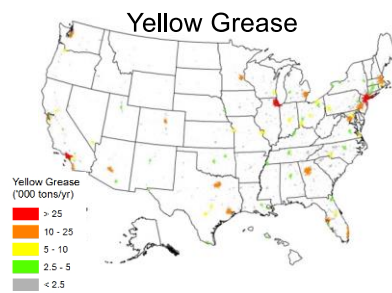 Yellow Grease
Yellow Grease
('000 tons/yr)
> 25
10 - 25
5 - 10
2.5 - 5
< 2.5